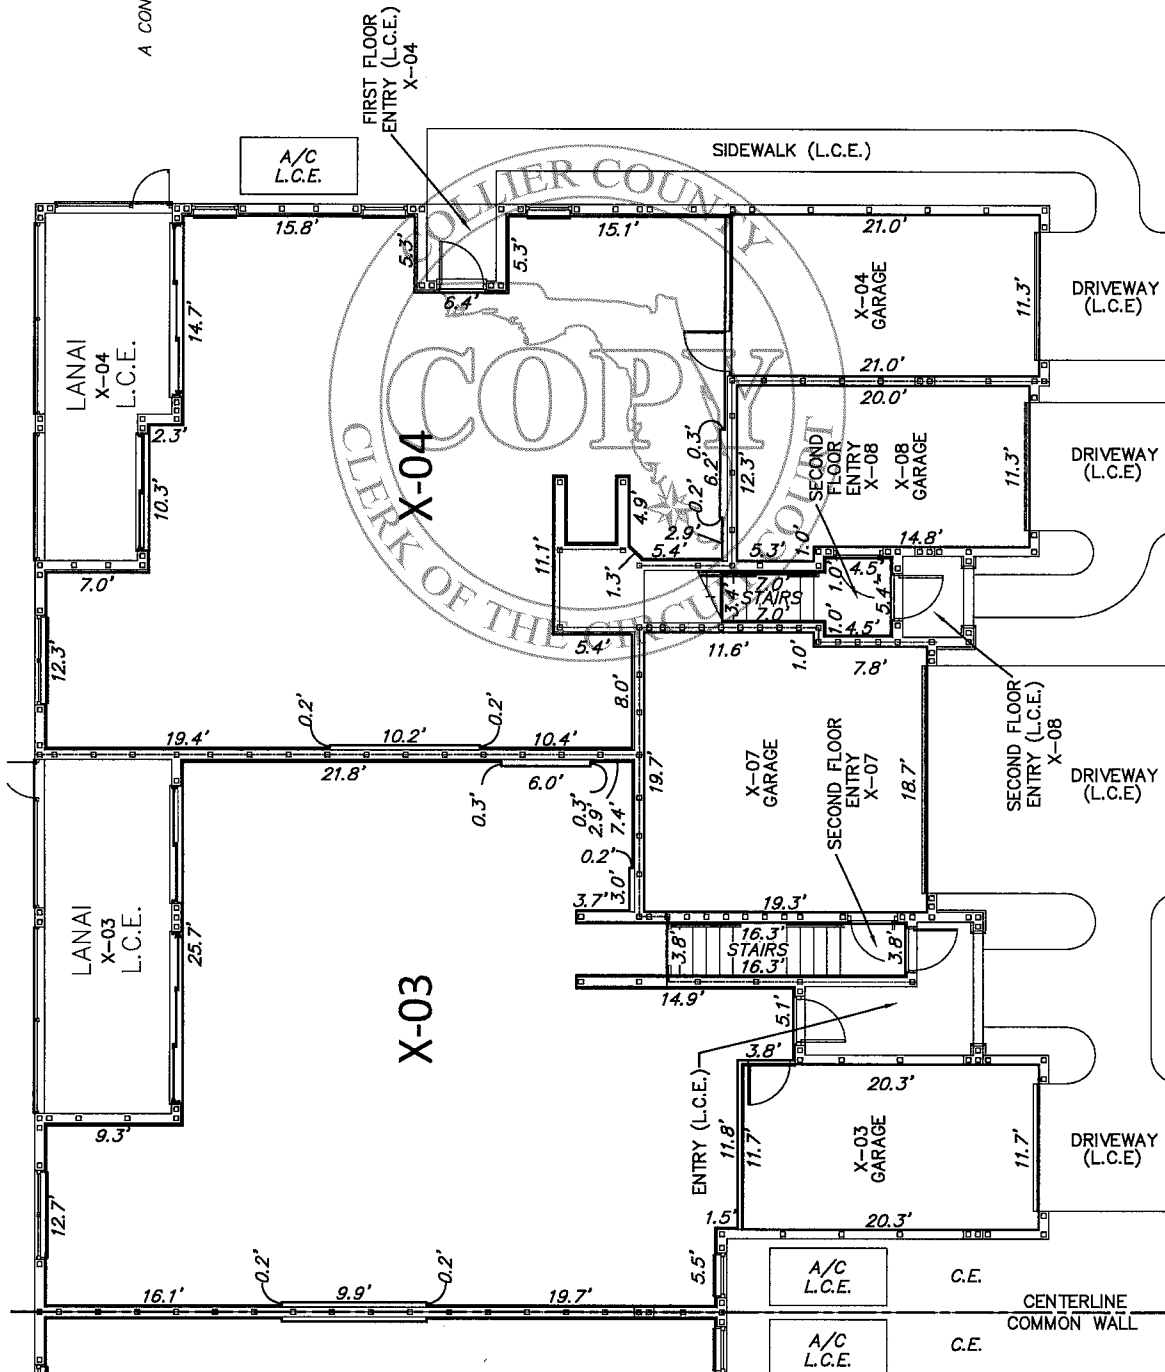 A CON
FIRST FLOOR
ENTRY (L.C.E.)
X-04
A/C
L.C.E.
SIDEWALK (L.C.E.)
COLLIER COUNTY
COPY
CLERK OF THE CIRCUIT COURT
15.8'
5.3'
6.4'
5.3'
15.1'
21.0'
X-04
GARAGE
11.3'
DRIVEWAY
(L.C.E)
21.0'
LANAI
X-04
L.C.E.
14.7'
2.3'
10.3'
7.0'
X-04
20.0'
0.3'
6.2'
0.2'
12.3'
SECOND
FLOOR
ENTRY
X-08
X-08
GARAGE
11.3'
DRIVEWAY
(L.C.E)
14.8'
4.9'
2.9'
5.4'
5.3'
1.0'
11.1'
1.3'
3.4'
7.0'
STAIRS
7.0'
1.0'
4.5'
5.4'
1.0'
4.5'
5.4'
11.6'
1.0'
7.8'
12.3'
8.0'
0.2'
10.2'
0.2'
19.4'
10.4'
21.8'
0.3'
6.0'
0.3'
2.9'
7.4'
19.7'
X-07
GARAGE
SECOND FLOOR
ENTRY
X-07
18.7'
SECOND FLOOR
ENTRY (L.C.E.)
X-08
DRIVEWAY
(L.C.E)
0.2'
3.0'
3.7'
19.3'
LANAI
X-03
L.C.E.
25.7'
3.8'
16.3'
STAIRS
16.3'
3.8'
X-03
14.9'
5.1'
3.8'
ENTRY (L.C.E.)
20.3'
11.8'
11.7'
X-03
GARAGE
11.7'
DRIVEWAY
(L.C.E)
9.3'
12.7'
1.5'
20.3'
5.5'
0.2'
0.2'
16.1'
9.9'
19.7'
A/C
L.C.E.
C.E.
CENTERLINE
COMMON WALL
A/C
L.C.E.
C.E.